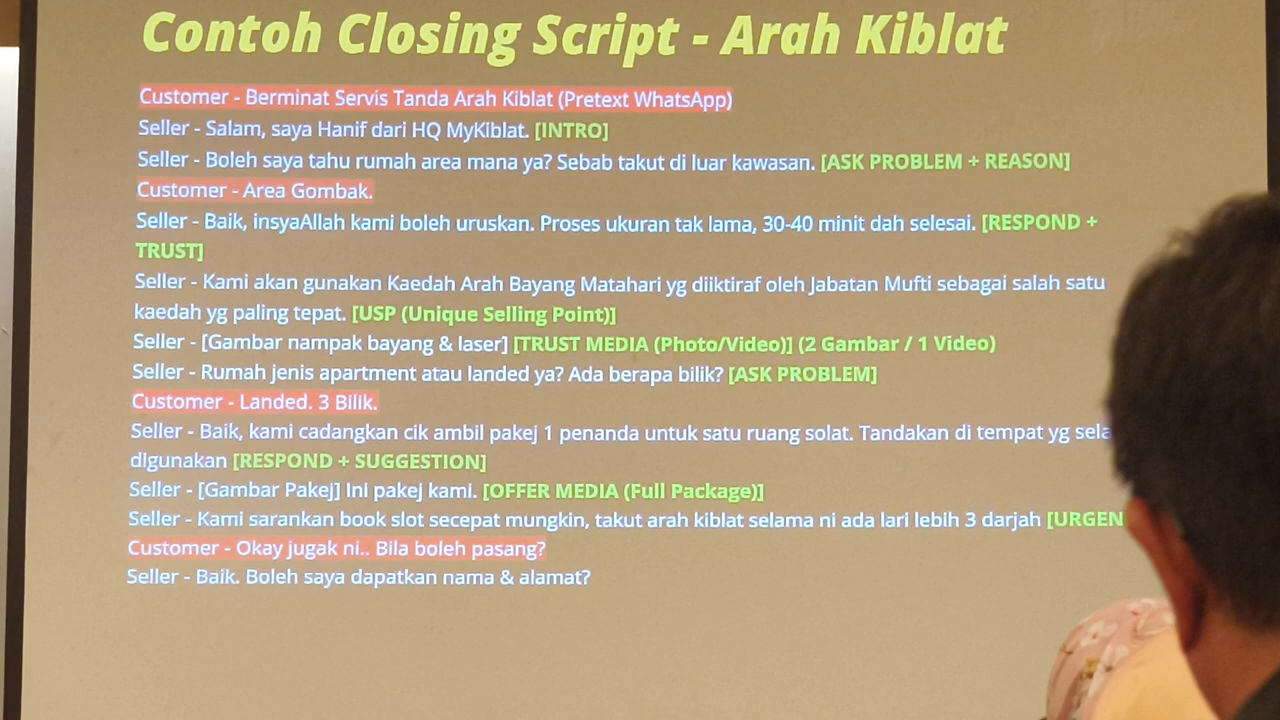 Contoh Closing Script - Arah Kiblat
Customer - Berminat Servis Tanda Arah Kiblat (Pretext WhatsApp)
Seller - Salam, saya Hanif dari HQ MyKiblat. [INTRO]
Seller - Boleh saya tahu rumah area mana ya? Sebab takut di luar kawasan. [ASK PROBLEM + REASON]
Customer - Area Gombak.
Seller - Baik, insyaAllah kami boleh uruskan. Proses ukuran tak lama, 30-40 minit dah selesai. [RESPOND +
TRUST]
Seller - Kami akan gunakan Kaedah Arah Bayang Matahari yg diiktiraf oleh Jabatan Mufti sebagai salah satu
kaedah yg paling tepat. [USP (Unique Selling Point)]
Seller - [Gambar nampak bayang & laser] [TRUST MEDIA (Photo/Video)] (2 Gambar / 1 Video)
Seller - Rumah jenis apartment atau landed ya? Ada berapa bilik? [ASK PROBLEM]
Customer - Landed. 3 Bilik.
Seller - Baik, kami cadangkan cik ambil pakej 1 penanda untuk satu ruang solat. Tandakan di tempat yg
digunakan [RESPOND + SUGGESTION]
Seller - [Gambar Pakej] Ini pakej kami. [OFFER MEDIA (Full Package)]
Seller - Kami sarankan book slot secepat mungkin, takut arah kiblat selama ni ada lari lebih 3 darjah
Customer - Okay jugak ni.. Bila boleh pasang?
Seller - Baik. Boleh saya dapatkan nama & alamat?